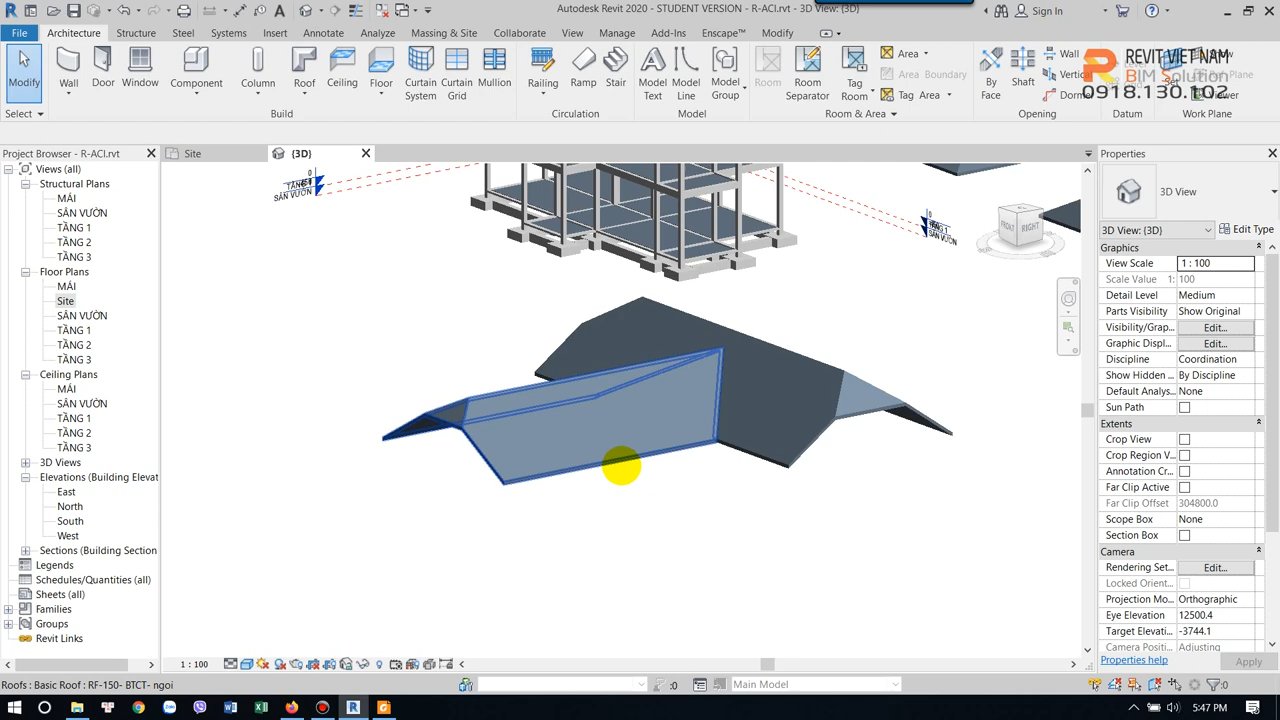 Autodesk Revit 2020 - STUDENT VERSION - R-ACI.rvt - 3D View: {3D}
Sign In
File Architecture Structure Steel Systems Insert Annotate Analyze Massing & Site Collaborate View Manage Add-Ins Enscape™ Modify
Modify
Wall
Door
Window
Component
Column
Roof
Ceiling
Floor
Curtain System
Curtain Grid
Mullion
Railing
Ramp
Stair
Model Text
Model Line
Model Group
Room
Room Separator
Tag Room
Area
Area Boundary
Tag Area
By Face
Shaft
Wall
Vertical
Dormer
Viewer
REVIT VIET NAM
BIM Solution
0918.130.102
Select
Build
Circulation
Model
Room & Area
Opening
Datum
Work Plane
Project Browser - R-ACI.rvt
Site
{3D}
Properties
Views (all)
Structural Plans
MÁI
SÂN VƯỜN
TẦNG 1
TẦNG 2
TẦNG 3
Floor Plans
MÁI
Site
SÂN VƯỜN
TẦNG 1
TẦNG 2
TẦNG 3
Ceiling Plans
MÁI
SÂN VƯỜN
TẦNG 1
TẦNG 2
TẦNG 3
3D Views
Elevations (Building Elevat
East
North
South
West
Sections (Building Section
Legends
Schedules/Quantities (all)
Sheets (all)
Families
Groups
Revit Links
SÂN VƯỜN
SÂN VƯỜN
FRONT
RIGHT
3D View
3D View: {3D}
Edit Type
Graphics
View Scale 1 : 100
Scale Value 1: 100
Detail Level Medium
Parts Visibility Show Original
Visibility/Grap... Edit...
Graphic Displ... Edit...
Discipline Coordination
Show Hidden ... By Discipline
Default Analys... None
Sun Path
Extents
Crop View
Crop Region V...
Annotation Cr...
Far Clip Active
Far Clip Offset 304800.0
Scope Box None
Section Box
Camera
Rendering Set... Edit...
Locked Orient...
Projection Mo... Orthographic
Eye Elevation 12500.4
Target Elevati... -3744.1
Camera Positi... Adjusting
Properties help
Apply
1 : 100
Roofs : Basic Roof : RF-150- BTCT- ngoi
:0
Main Model
:0
5:47 PM